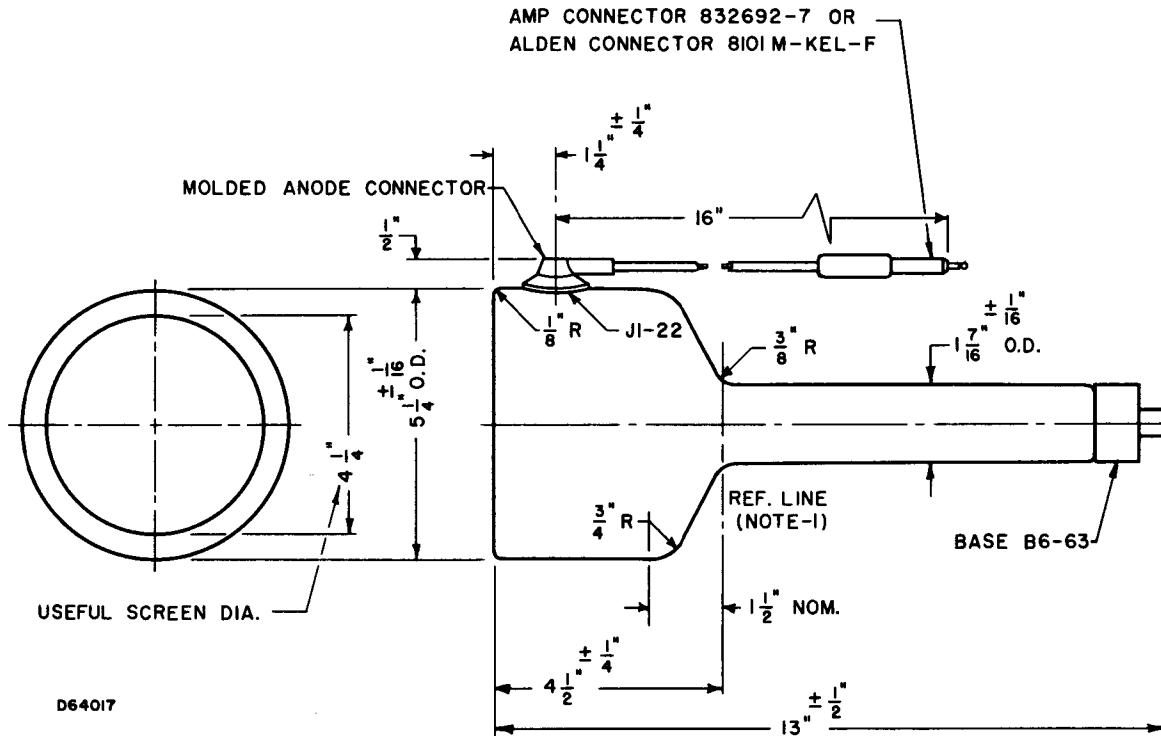 AMP CONNECTOR 832692-7 OR
ALDEN CONNECTOR 8101 M-KEL-F
1 1/4" ± 1/4"
MOLDED ANODE CONNECTOR
16"
1/2"
1/8" R
J1-22
3/8" R
1 7/16" ± 1/16" O.D.
5 1/4" ± 1/16" O.D.
4 1/4"
3/4" R
REF. LINE
(NOTE-1)
BASE B6-63
USEFUL SCREEN DIA.
1 1/2" NOM.
4 1/2" ± 1/4"
D64017
13" ± 1/2"